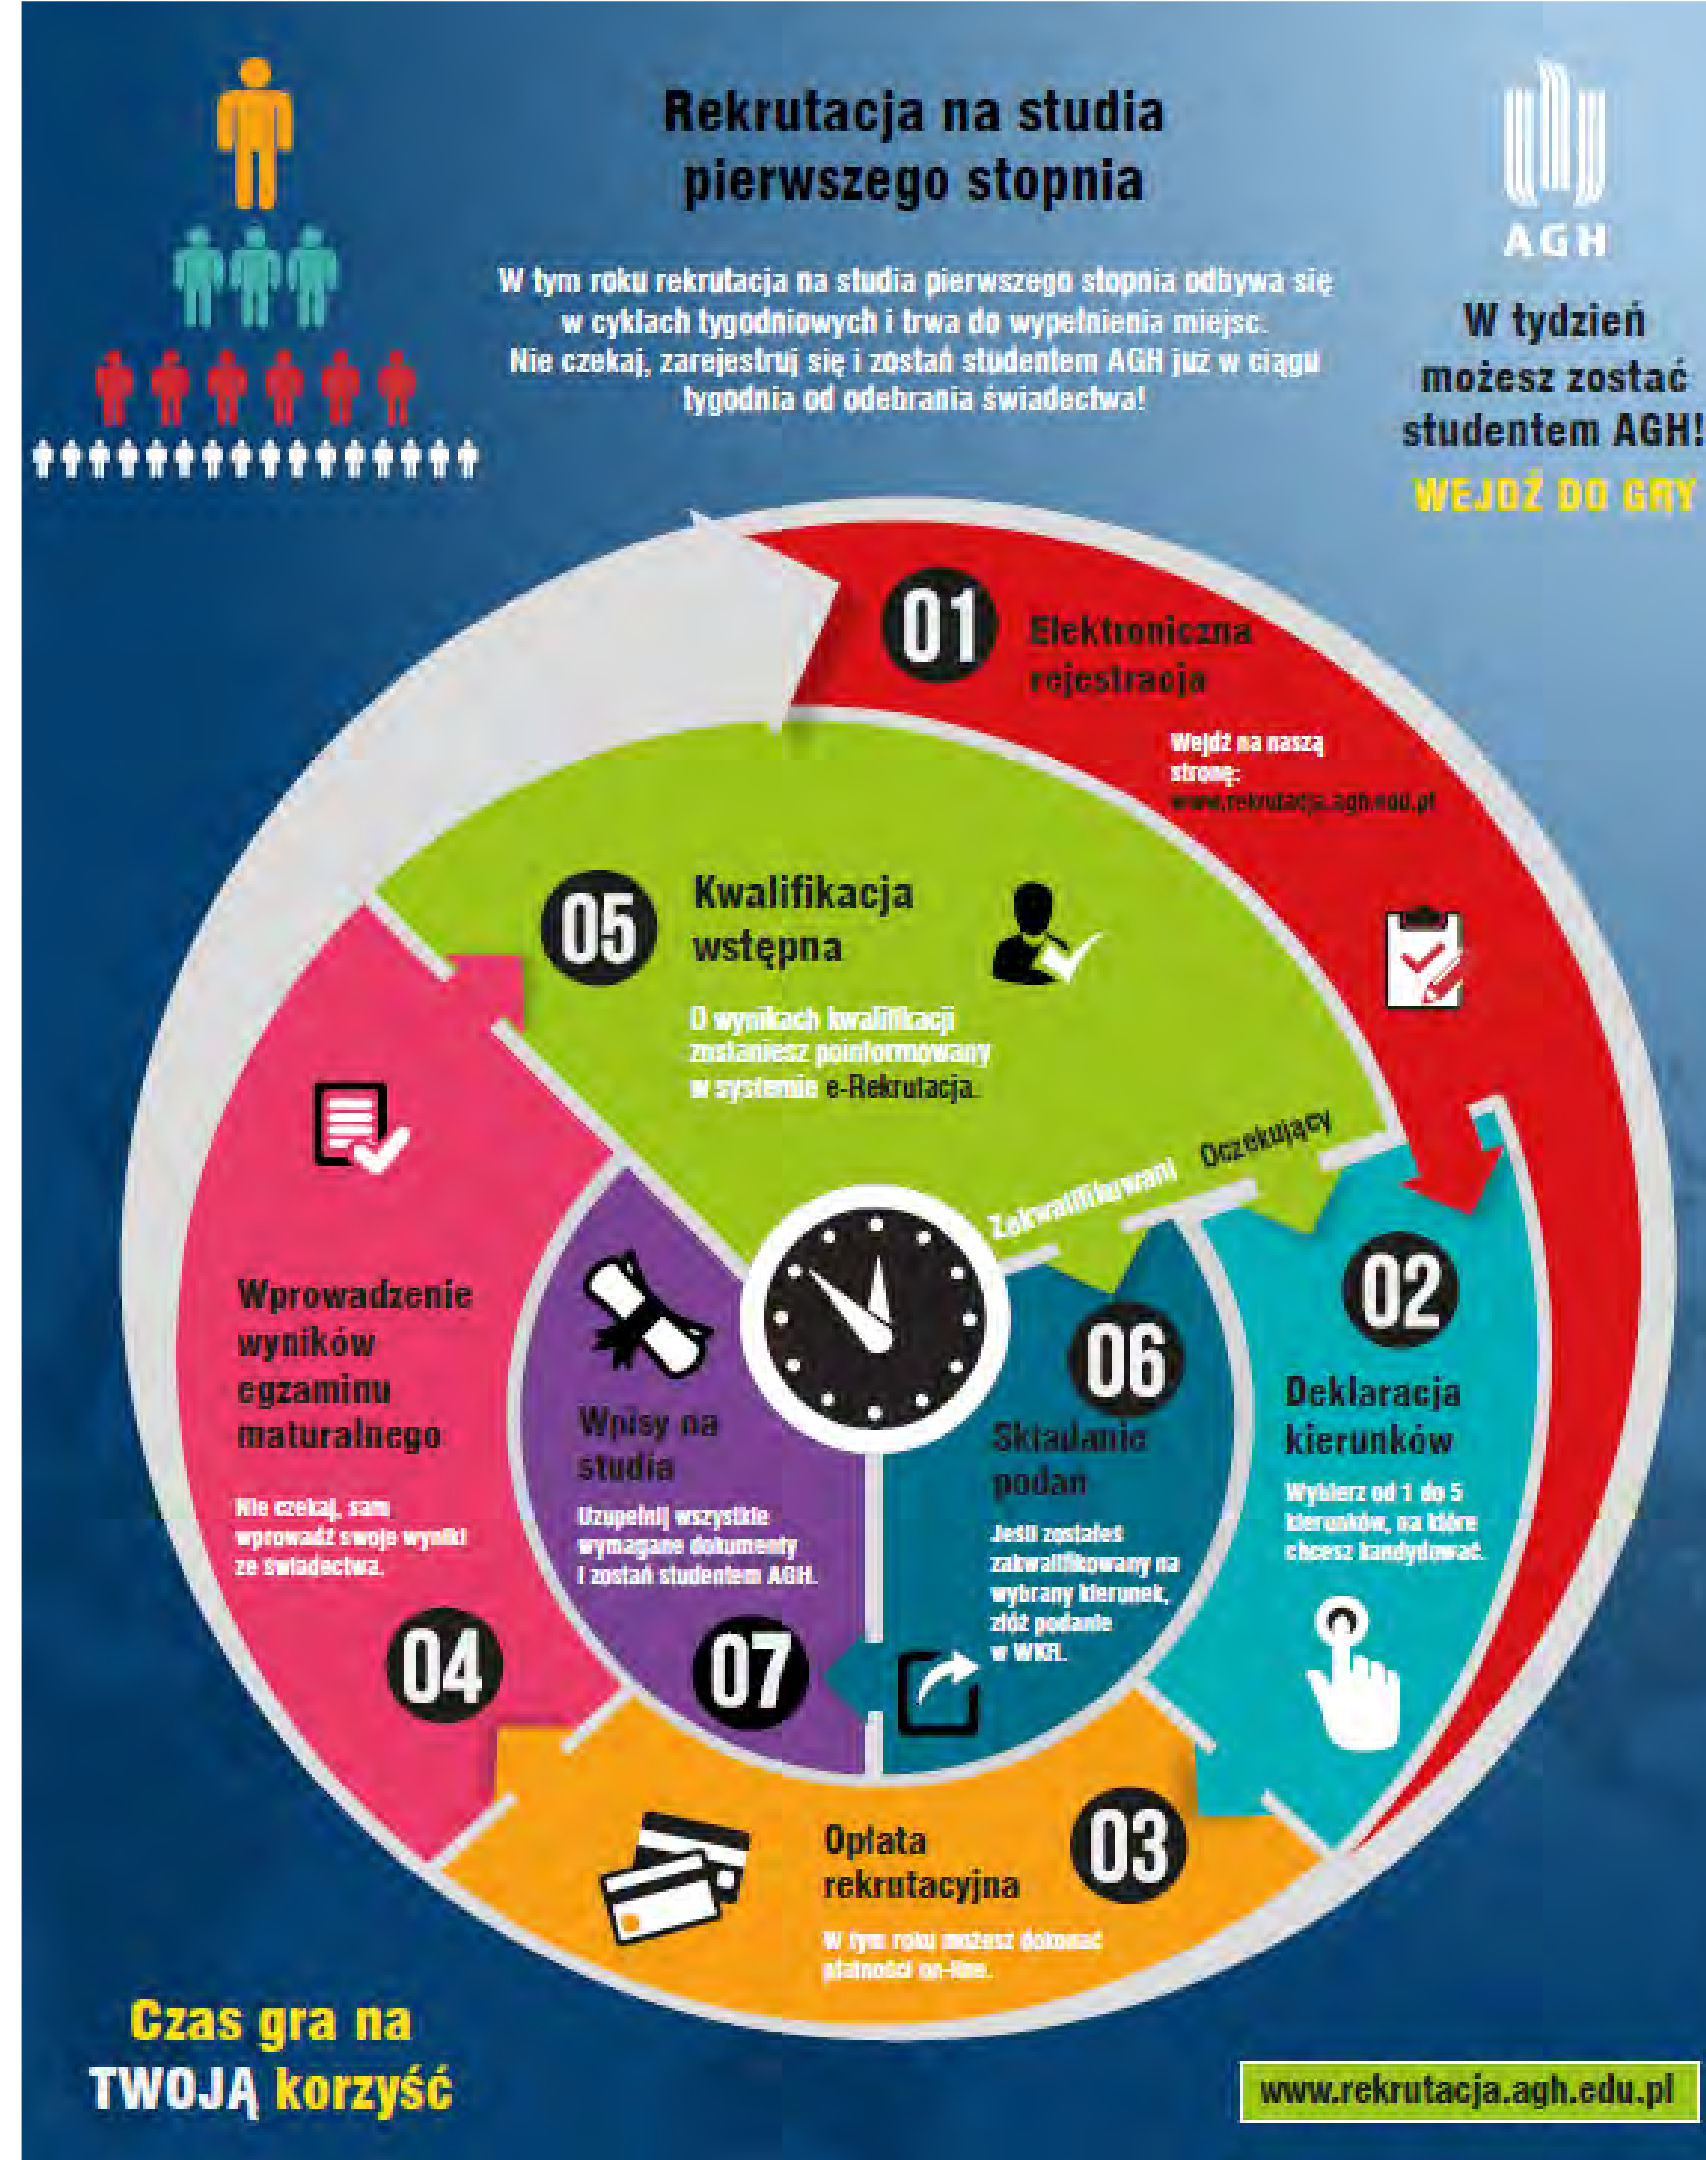 Rekrutacja na studia
pierwszego stopnia
W tym roku rekrutacja na studia pierwszego stopnia odbywa się
w cyklach tygodniowych i trwa do wypełnienia miejsc.
Nie czekaj, zarejestruj się i zostań studentem AGH już w ciągu
tygodnia od odebrania świadectwa!
AGH
W tydzień
możesz zostać
studentem AGH!
WEJDŹ DO GRY
01
Elektroniczna
rejestracja
Wejdź na naszą
stronę:
www.rekrutacja.agh.edu.pl
05
Kwalifikacja
wstępna
O wynikach kwalifikacji
zostaniesz poinformowany
w systemie e-Rekrutacja.
Zakwalifikowani
Oczekujący
02
Deklaracja
kierunków
Wybierz od 1 do 5
kierunków, na które
chcesz kandydować.
06
Składanie
podań
Jeśli zostałeś
zakwalifikowany na
wybrany kierunek,
złóż podanie
w WKR.
Wprowadzenie
wyników
egzaminu
maturalnego
Nie czekaj, sam
wprowadź swoje wyniki
ze świadectwa.
04
Wpisy na
studia
Uzupełnij wszystkie
wymagane dokumenty
i zostań studentem AGH.
07
03
Opłata
rekrutacyjna
W tym roku możesz dokonać
płatności on-line.
Czas gra na
TWOJĄ korzyść
www.rekrutacja.agh.edu.pl